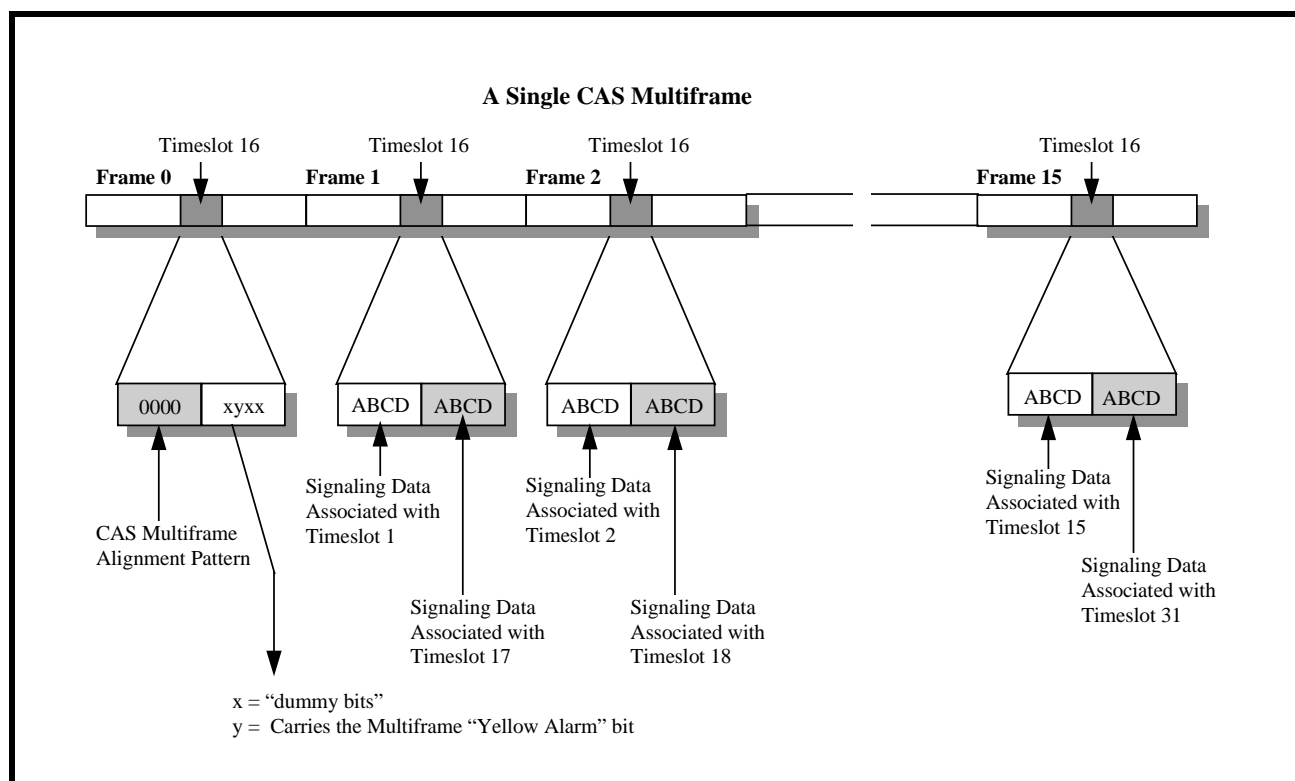 A Single CAS Multiframe
Timeslot 16
Timeslot 16
Timeslot 16
Timeslot 16
Frame 0
Frame 1
Frame 2
Frame 15
0000
xyxx
ABCD
ABCD
ABCD
ABCD
ABCD
ABCD
CAS Multiframe
Alignment Pattern
Signaling Data
Associated with
Timeslot 1
Signaling Data
Associated with
Timeslot 17
Signaling Data
Associated with
Timeslot 2
Signaling Data
Associated with
Timeslot 18
Signaling Data
Associated with
Timeslot 15
Signaling Data
Associated with
Timeslot 31
x = “dummy bits”
y = Carries the Multiframe “Yellow Alarm” bit